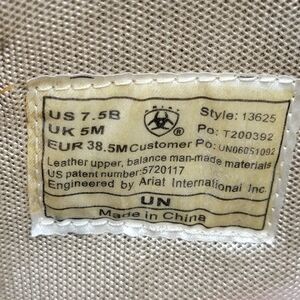 US 7.5B
UK 5M
EUR 38.5M
ARIAT
Style: 13625
Po: T200392
Customer Po: UN06051092
Leather upper, balance man-made materials
US patent number: 5720117
Engineered by Ariat International Inc.
UN
Made in China